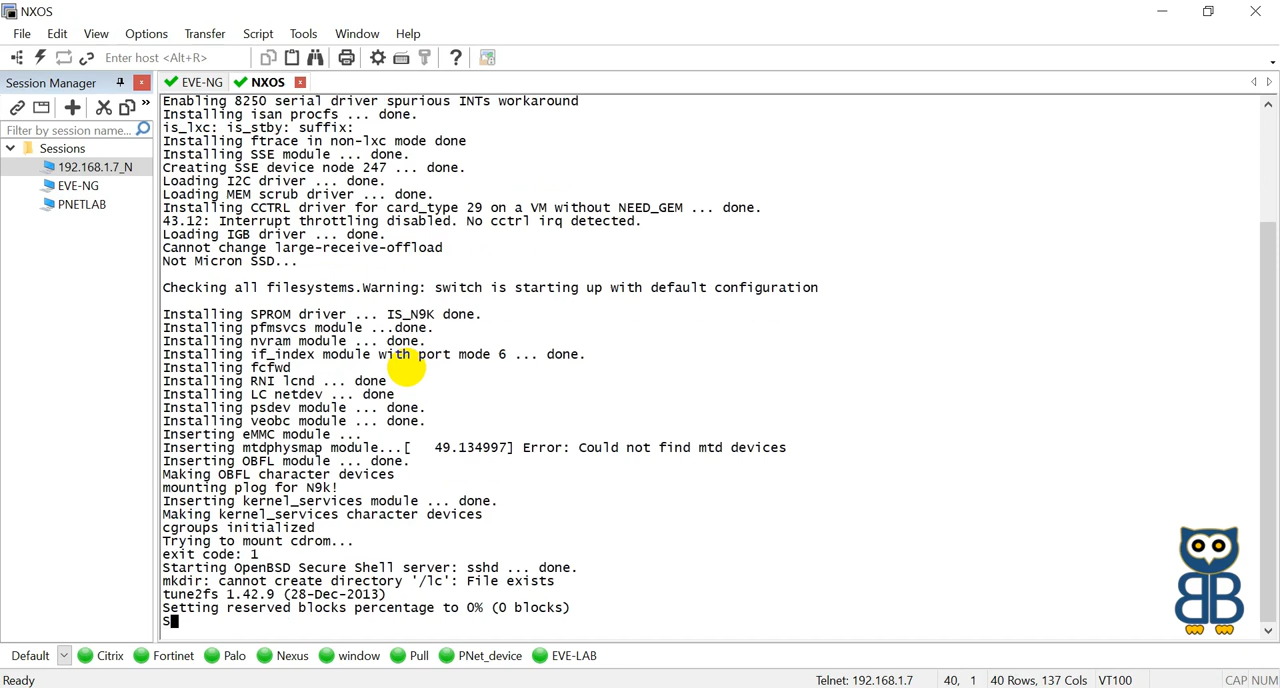 NXOS
File Edit View Options Transfer Script Tools Window Help
Enter host <Alt+R>
Session Manager
EVE-NG NXOS
Filter by session name...
Sessions
192.168.1.7_N
EVE-NG
PNETLAB
Enabling 8250 serial driver spurious INTs workaround
Installing isan procfs ... done.
is_lxc: is_stby: suffix:
Installing ftrace in non-lxc mode done
Installing SSE module ... done.
Creating SSE device node 247 ... done.
Loading I2C driver ... done.
Loading MEM scrub driver ... done.
Installing CCTRL driver for card_type 29 on a VM without NEED_GEM ... done.
43.12: Interrupt throttling disabled. No cctrl irq detected.
Loading IGB driver ... done.
Cannot change large-receive-offload
Not Micron SSD...
Checking all filesystems.Warning: switch is starting up with default configuration
Installing SPROM driver ... IS_N9K done.
Installing pfmsvcs module ...done.
Installing nvram module ... done.
Installing if_index module with port mode 6 ... done.
Installing fcfwd
Installing RNI lcnd ... done
Installing LC netdev ... done
Installing psdev module ... done.
Installing veobc module ... done.
Inserting eMMC module ...
Inserting mtdphysmap module...[   49.134997] Error: Could not find mtd devices
Inserting OBFL module ... done.
Making OBFL character devices
mounting plog for N9k!
Inserting kernel_services module ... done.
Making kernel_services character devices
cgroups initialized
Trying to mount cdrom...
exit code: 1
Starting OpenBSD Secure Shell server: sshd ... done.
mkdir: cannot create directory '/lc': File exists
tune2fs 1.42.9 (28-Dec-2013)
Setting reserved blocks percentage to 0% (0 blocks)
S
BB
Default Citrix Fortinet Palo Nexus window Pull PNet_device EVE-LAB
Ready Telnet: 192.168.1.7 40, 1 40 Rows, 137 Cols VT100 CAP NUM